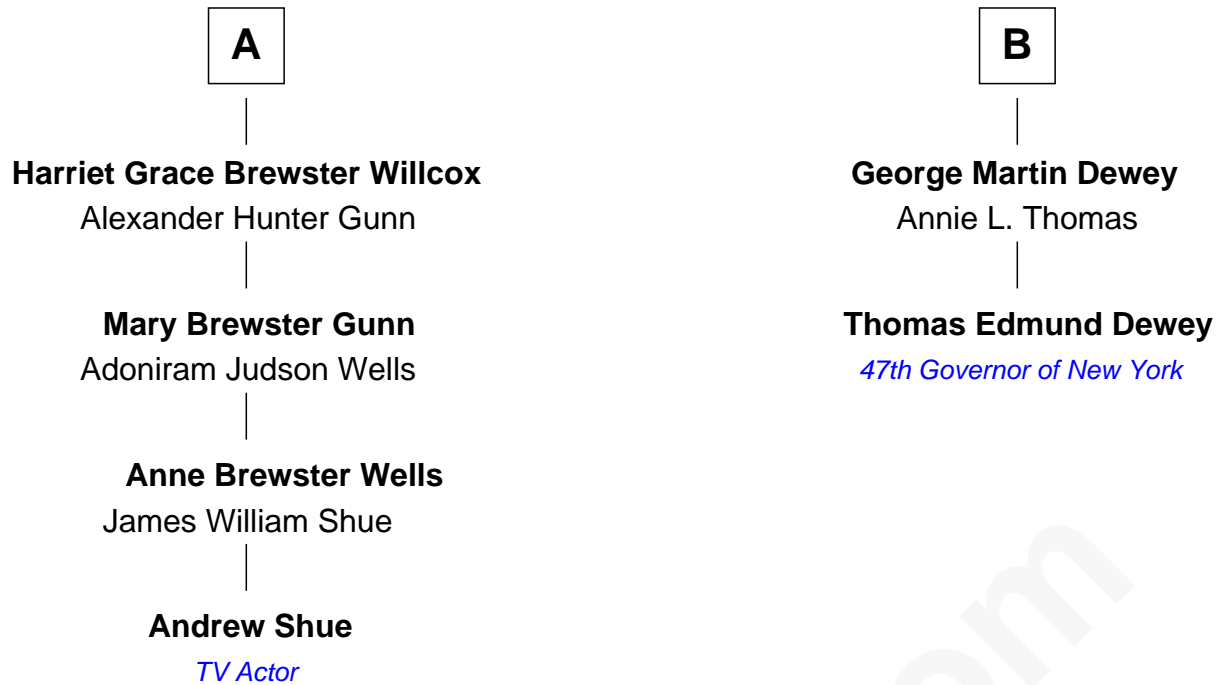 A
Harriet Grace Brewster Willcox
Alexander Hunter Gunn
Mary Brewster Gunn
Adoniram Judson Wells
Anne Brewster Wells
James William Shue
Andrew Shue
TV Actor
B
George Martin Dewey
Annie L. Thomas
Thomas Edmund Dewey
47th Governor of New York
om